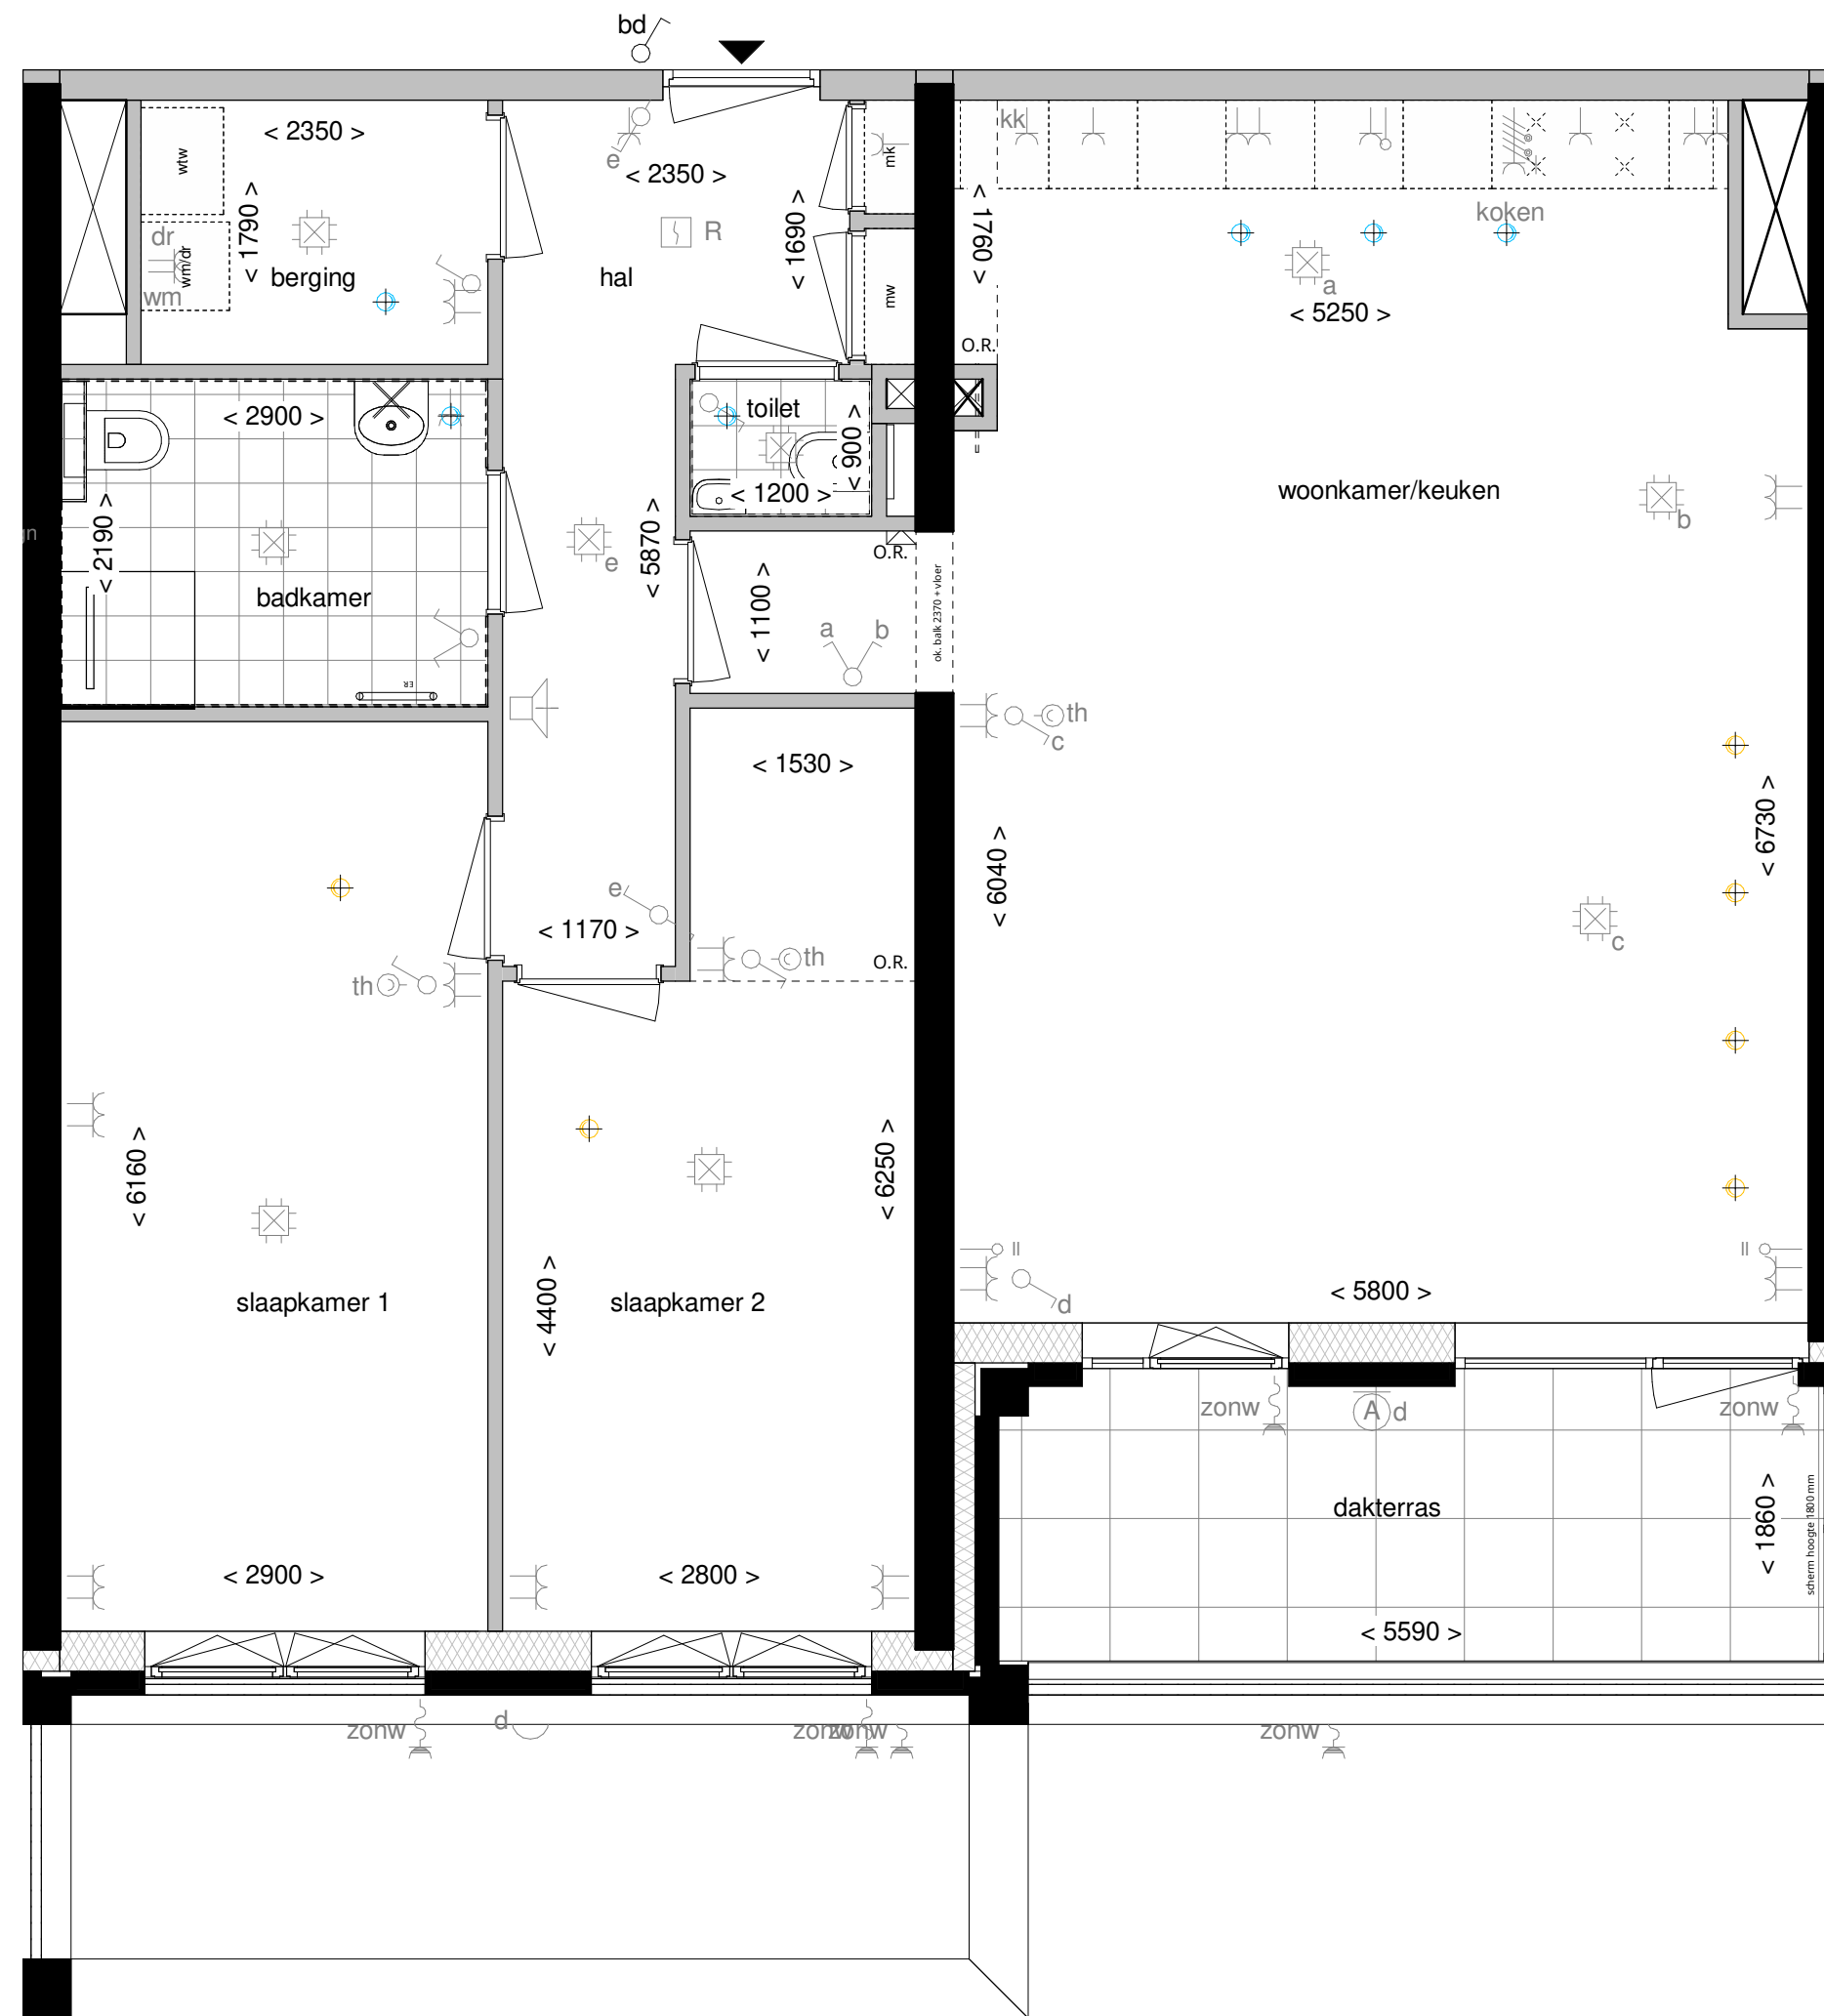 bd
< 2350 >
wtw
< 1790 >
dr
wm/dr
wm
berging
e
< 2350 >
R
hal
< 1690 >
mk
mw
kk
< 1760 >
koken
a
< 5250 >
O.R.
< 2900 >
toilet
< 900 >
< 1200 >
woonkamer/keuken
b
< 2190 >
badkamer
e
< 5870 >
O.R.
< 1100 >
a
b
ok. balk 2370 + vloer
ER
th
c
< 1530 >
< 6730 >
< 6040 >
e
< 1170 >
th
O.R.
th
c
< 6160 >
< 6250 >
< 4400 >
slaapkamer 1
slaapkamer 2
d
< 5800 >
zonw
A
d
zonw
dakterras
< 1860 >
scherm hoogte 1800 mm
< 2900 >
< 2800 >
< 5590 >
zonw
d
zonw
zonw
zonw